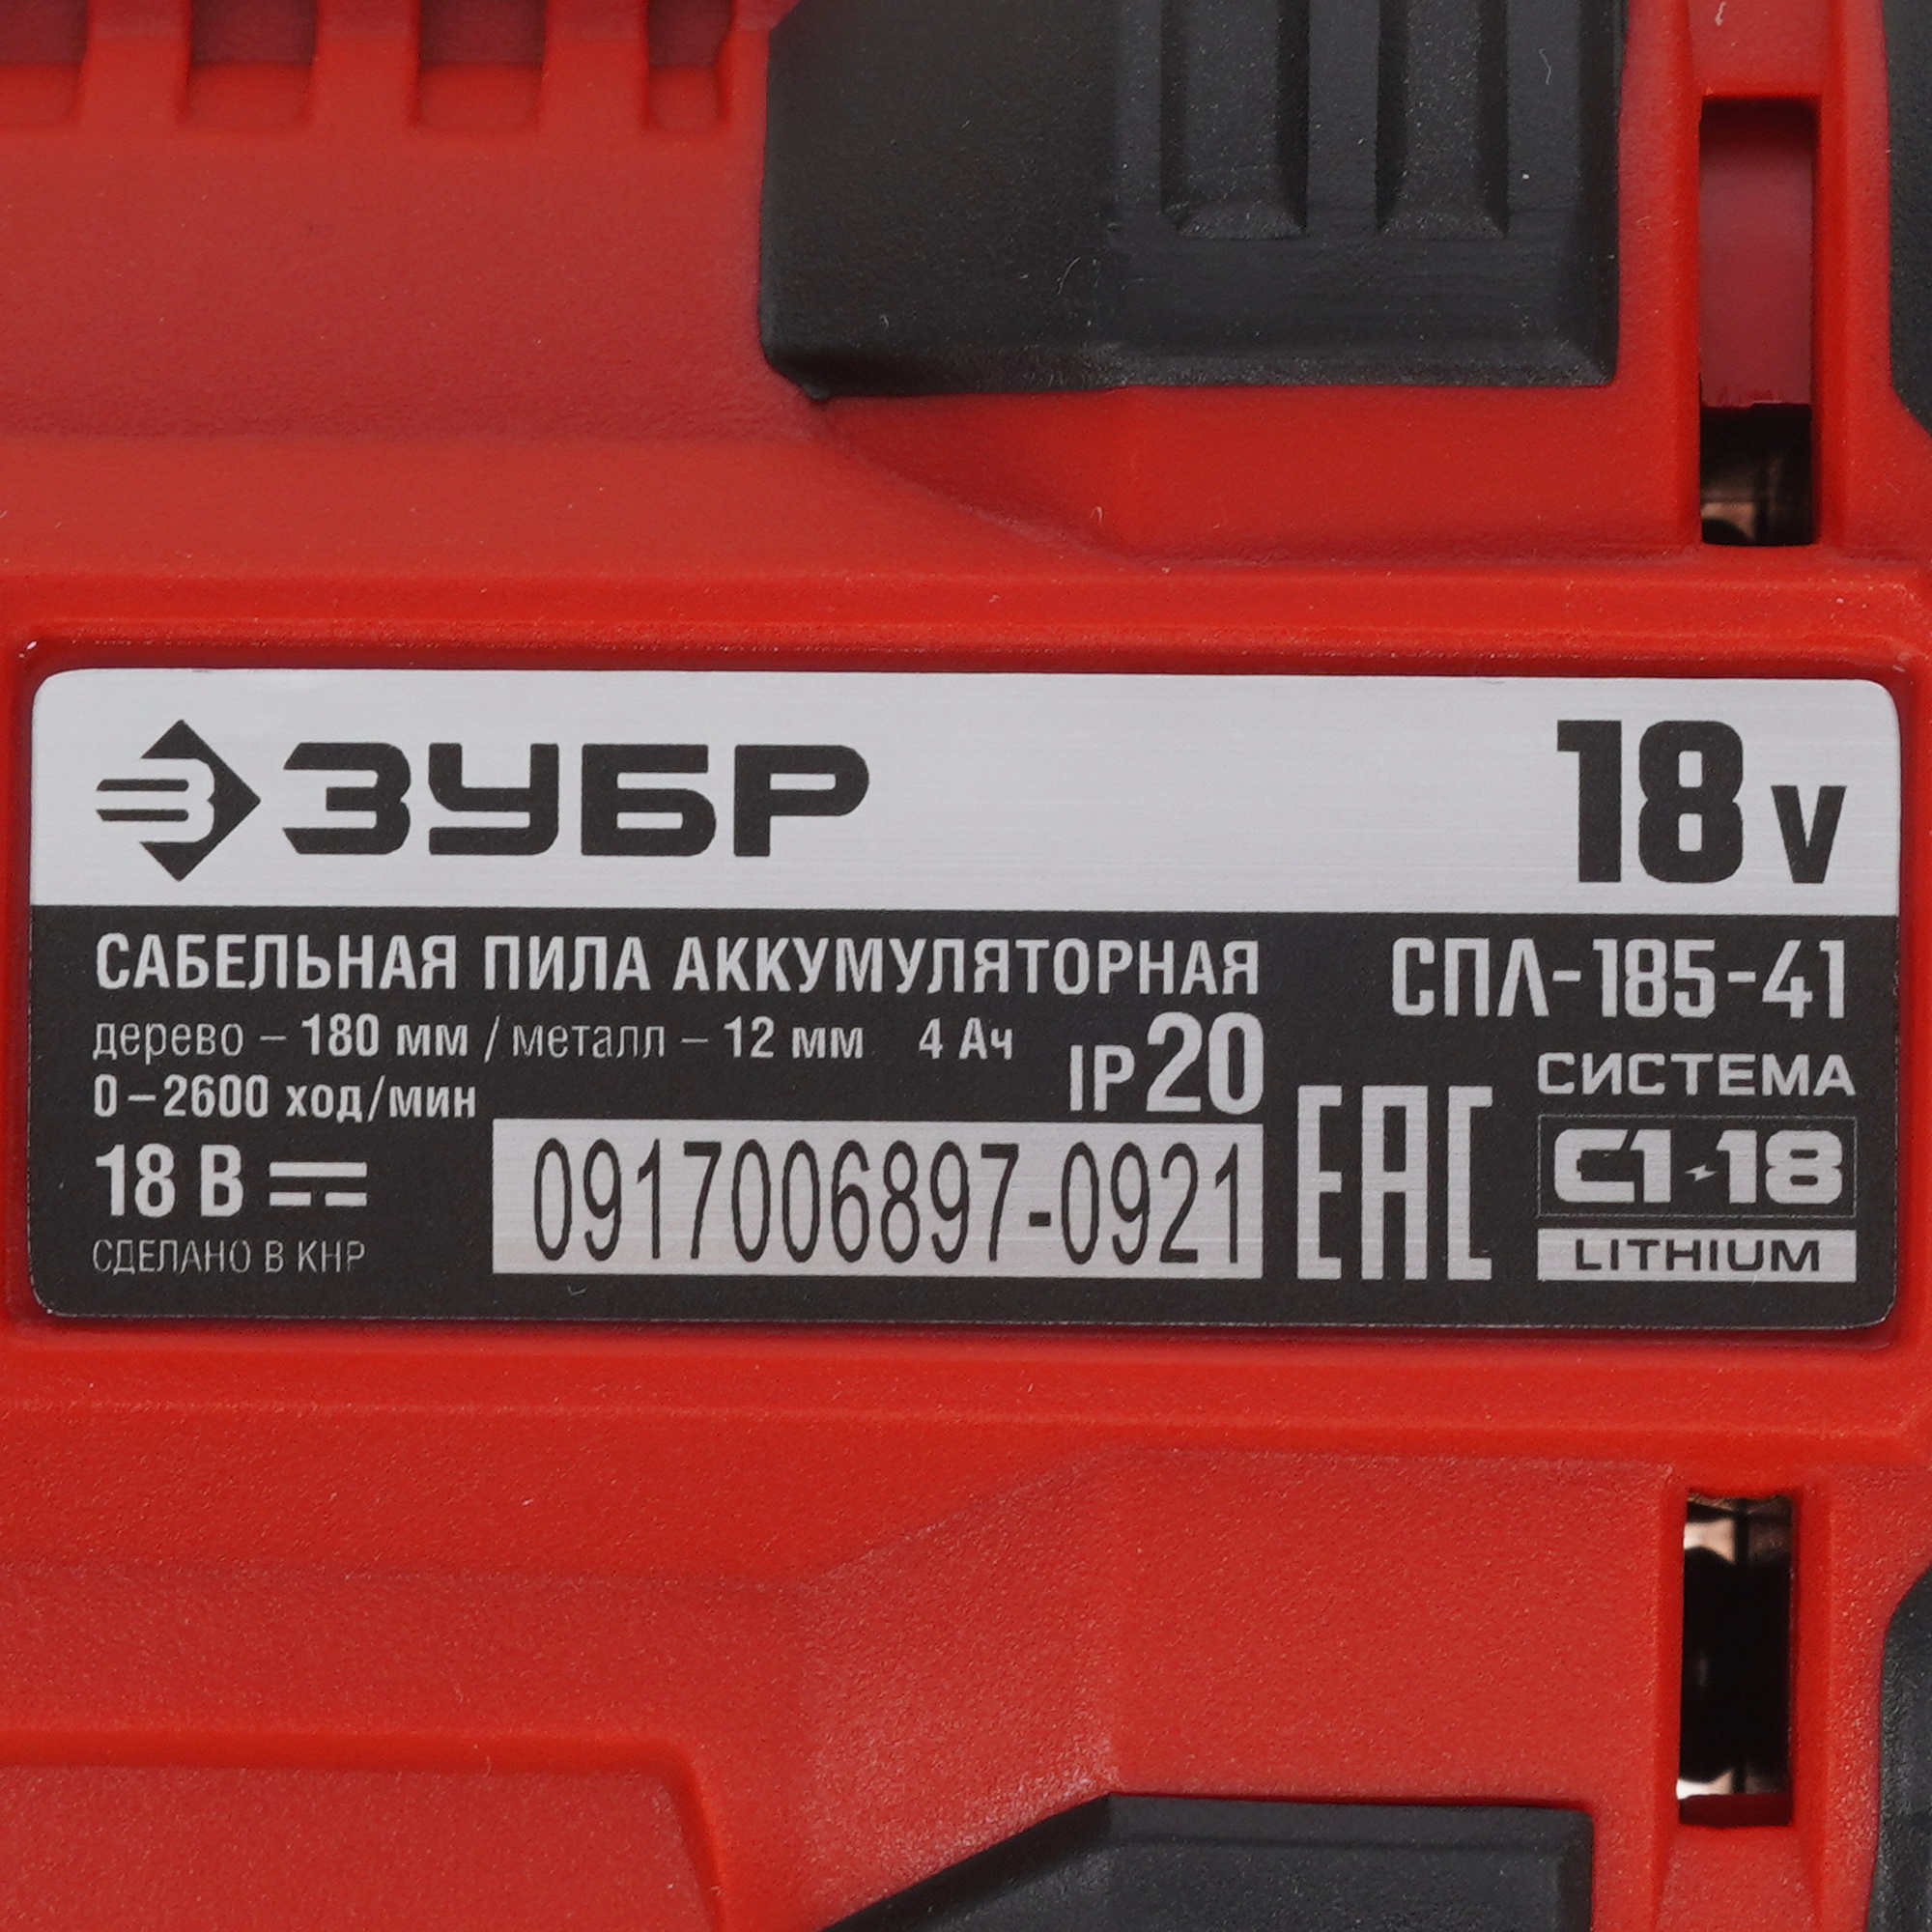 ЗУБР
18 V
САБЕЛЬНАЯ ПИЛА АККУМУЛЯТОРНАЯ
СПЛ-185-41
дерево – 180 мм / металл – 12 мм 4 Ач
IP20
0–2600 ход/мин
18 В
СДЕЛАНО В КНР
0917006897-0921
ЕАС
СИСТЕМА
С1-18
LITHIUM